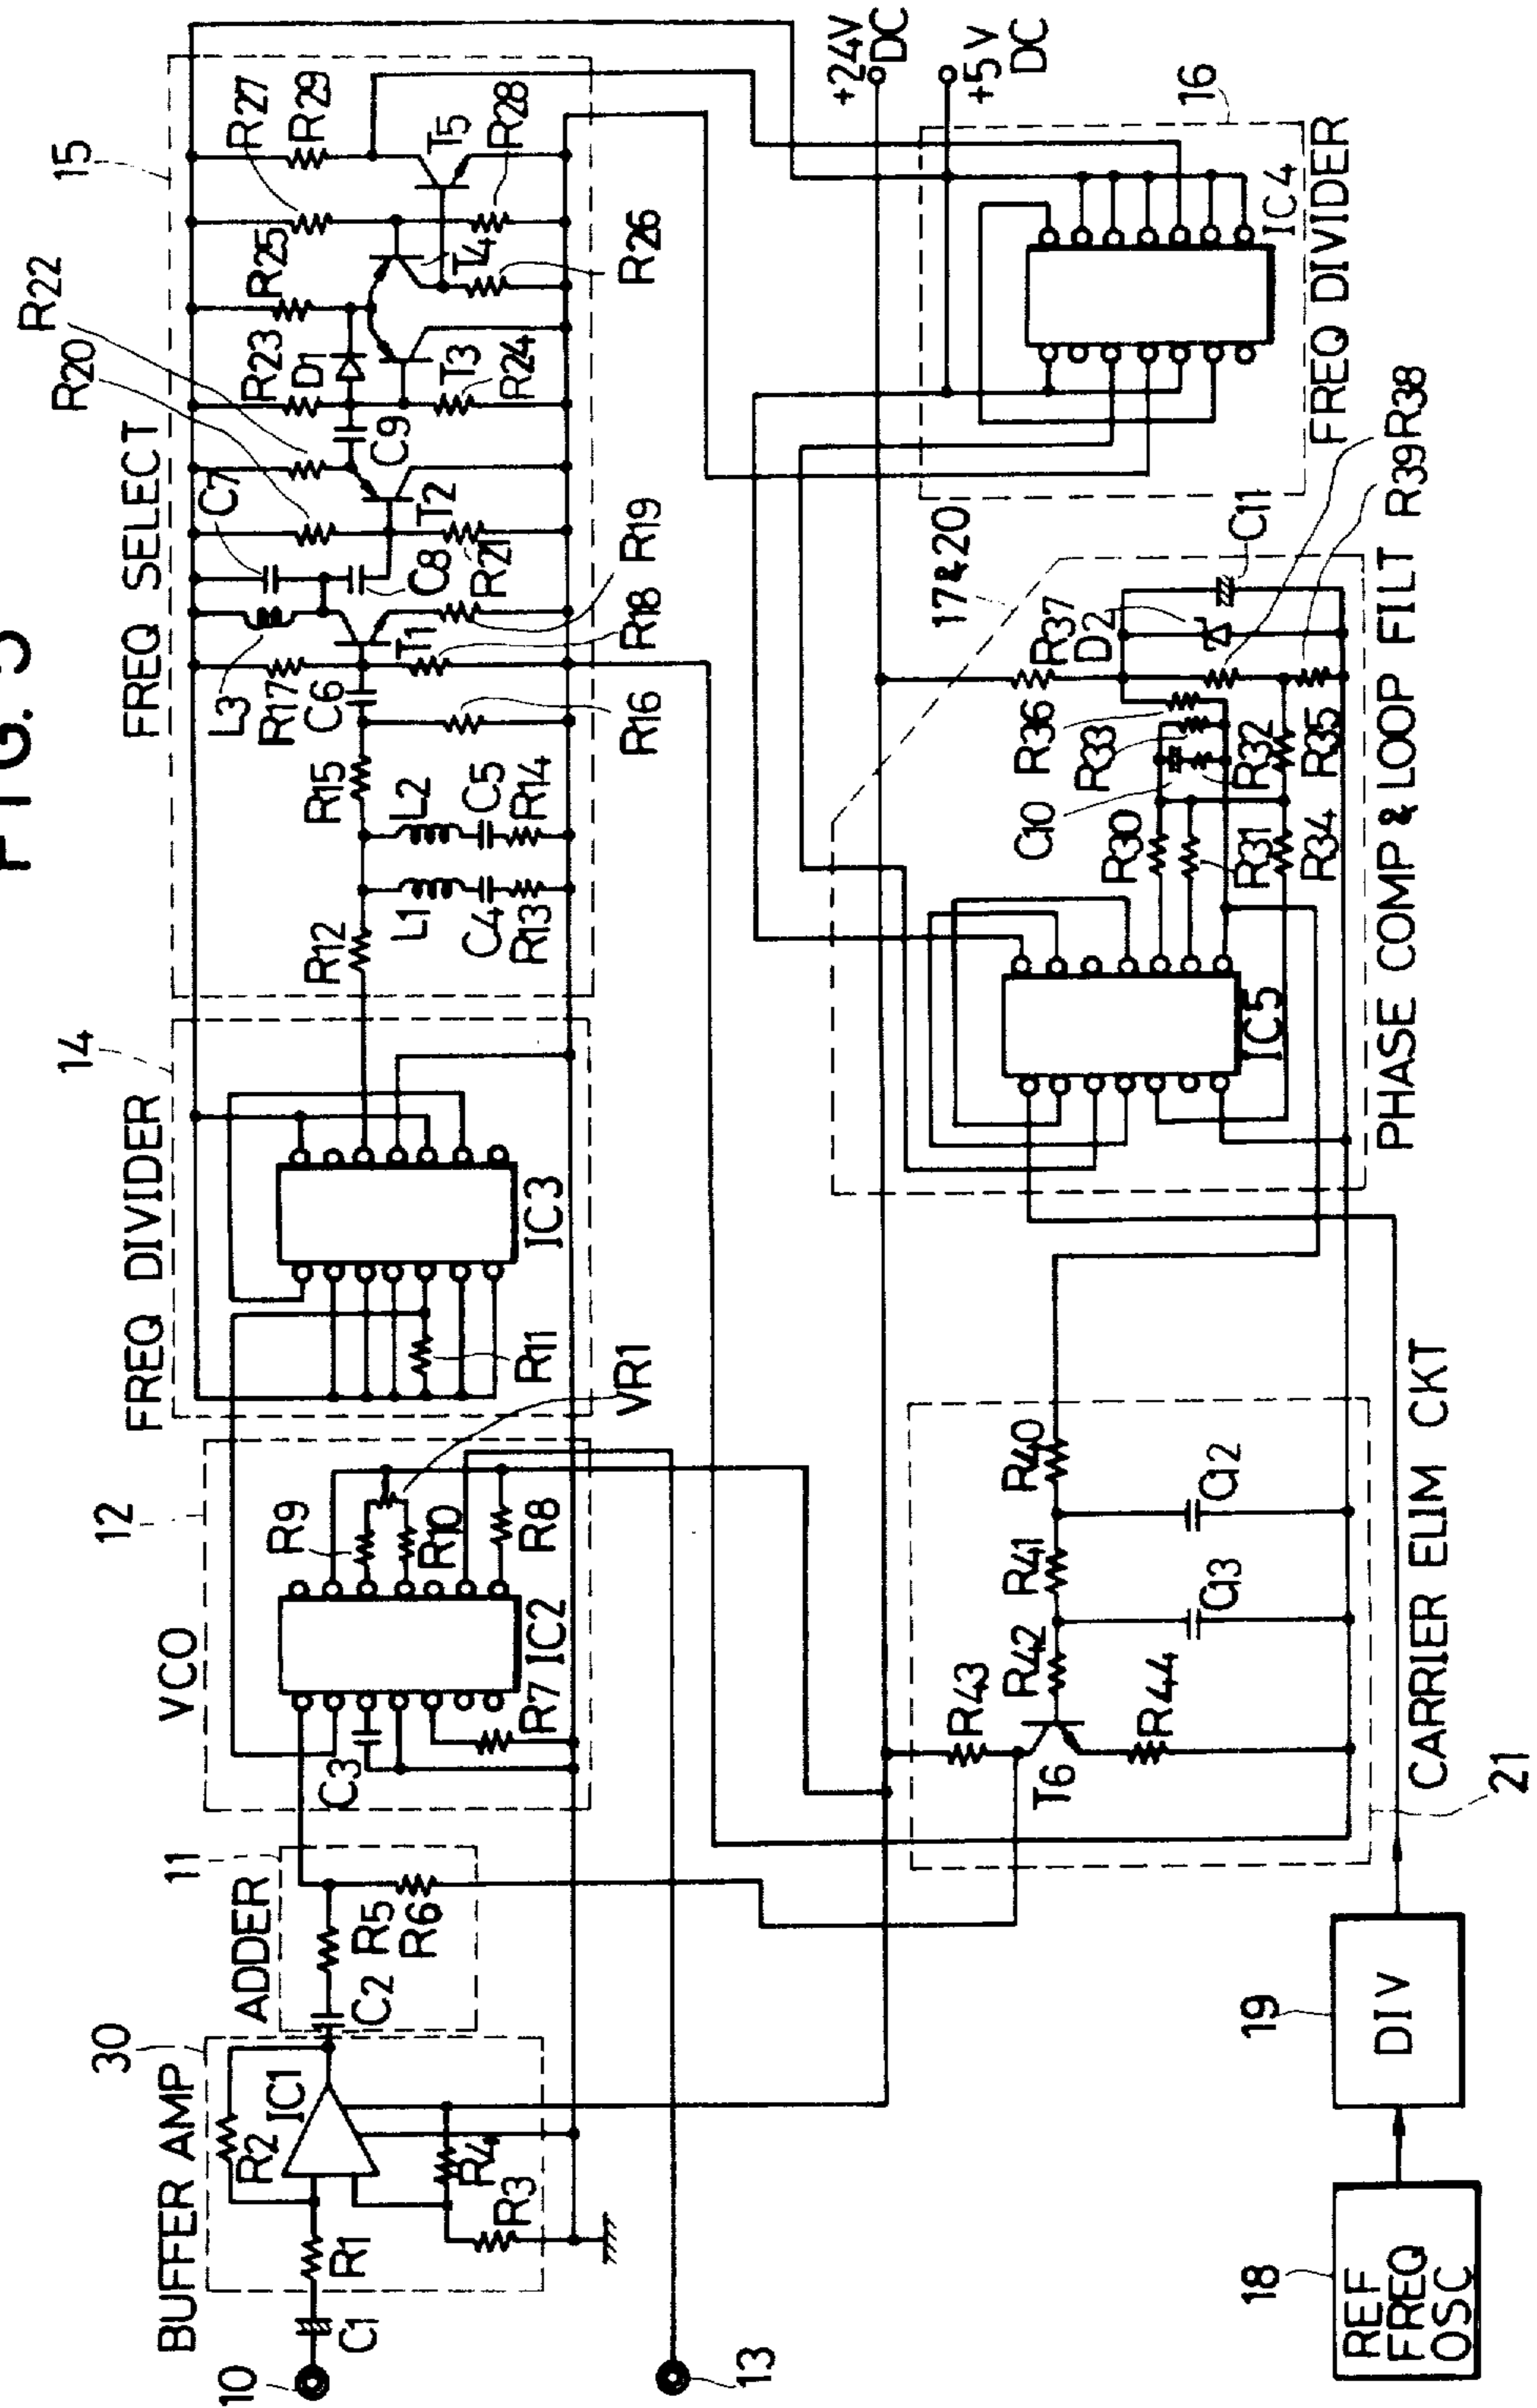 FIG. 5
BUFFER AMP
30
10
C1
R1
R2
IC1
R3
R4
13
ADDER
11
C2
R5
R6
VCO
12
C3
R7
IC2
R9
R10
R8
VR1
FREQ DIVIDER
14
R11
IC3
FREQ SELECT
15
R12
L1
C4
R13
L2
C5
R14
R15
R16
C6
R17
L3
R18
T1
R19
C7
C8
R20
R21
T2
R22
C9
R23
D1
T3
R24
R25
T4
R26
R27
R28
R29
T5
+24V
DC
+5V
DC
16
IC4
FREQ DIVIDER
17&20
IC5
R30
R31
C10
R33
R32
R36
R37
D2
C11
R34
R35
R39
R38
PHASE COMP & LOOP FILT
R40
C12
R41
C13
R42
R43
T6
R44
CARRIER ELIM CKT
21
18
REF
FREQ
OSC
19
DIV